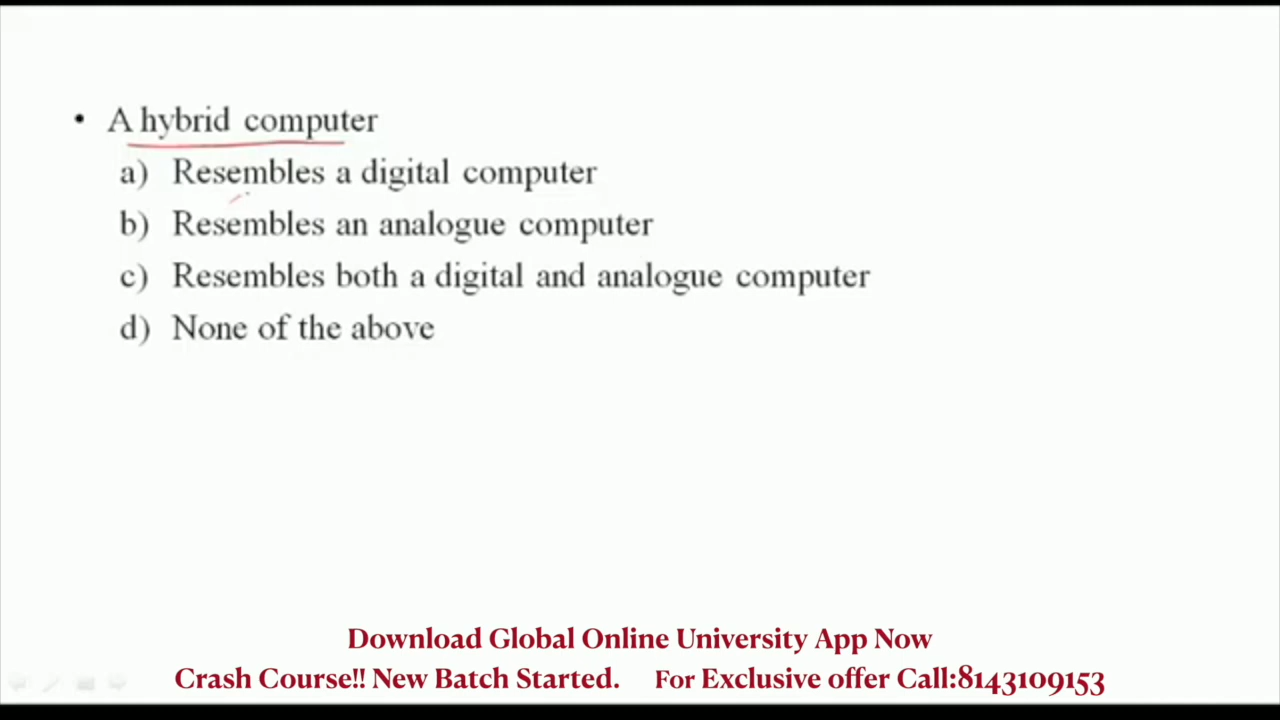 • A hybrid computer
a) Resembles a digital computer
b) Resembles an analogue computer
c) Resembles both a digital and analogue computer
d) None of the above
Download Global Online University App Now
Crash Course!! New Batch Started. For Exclusive offer Call:8143109153